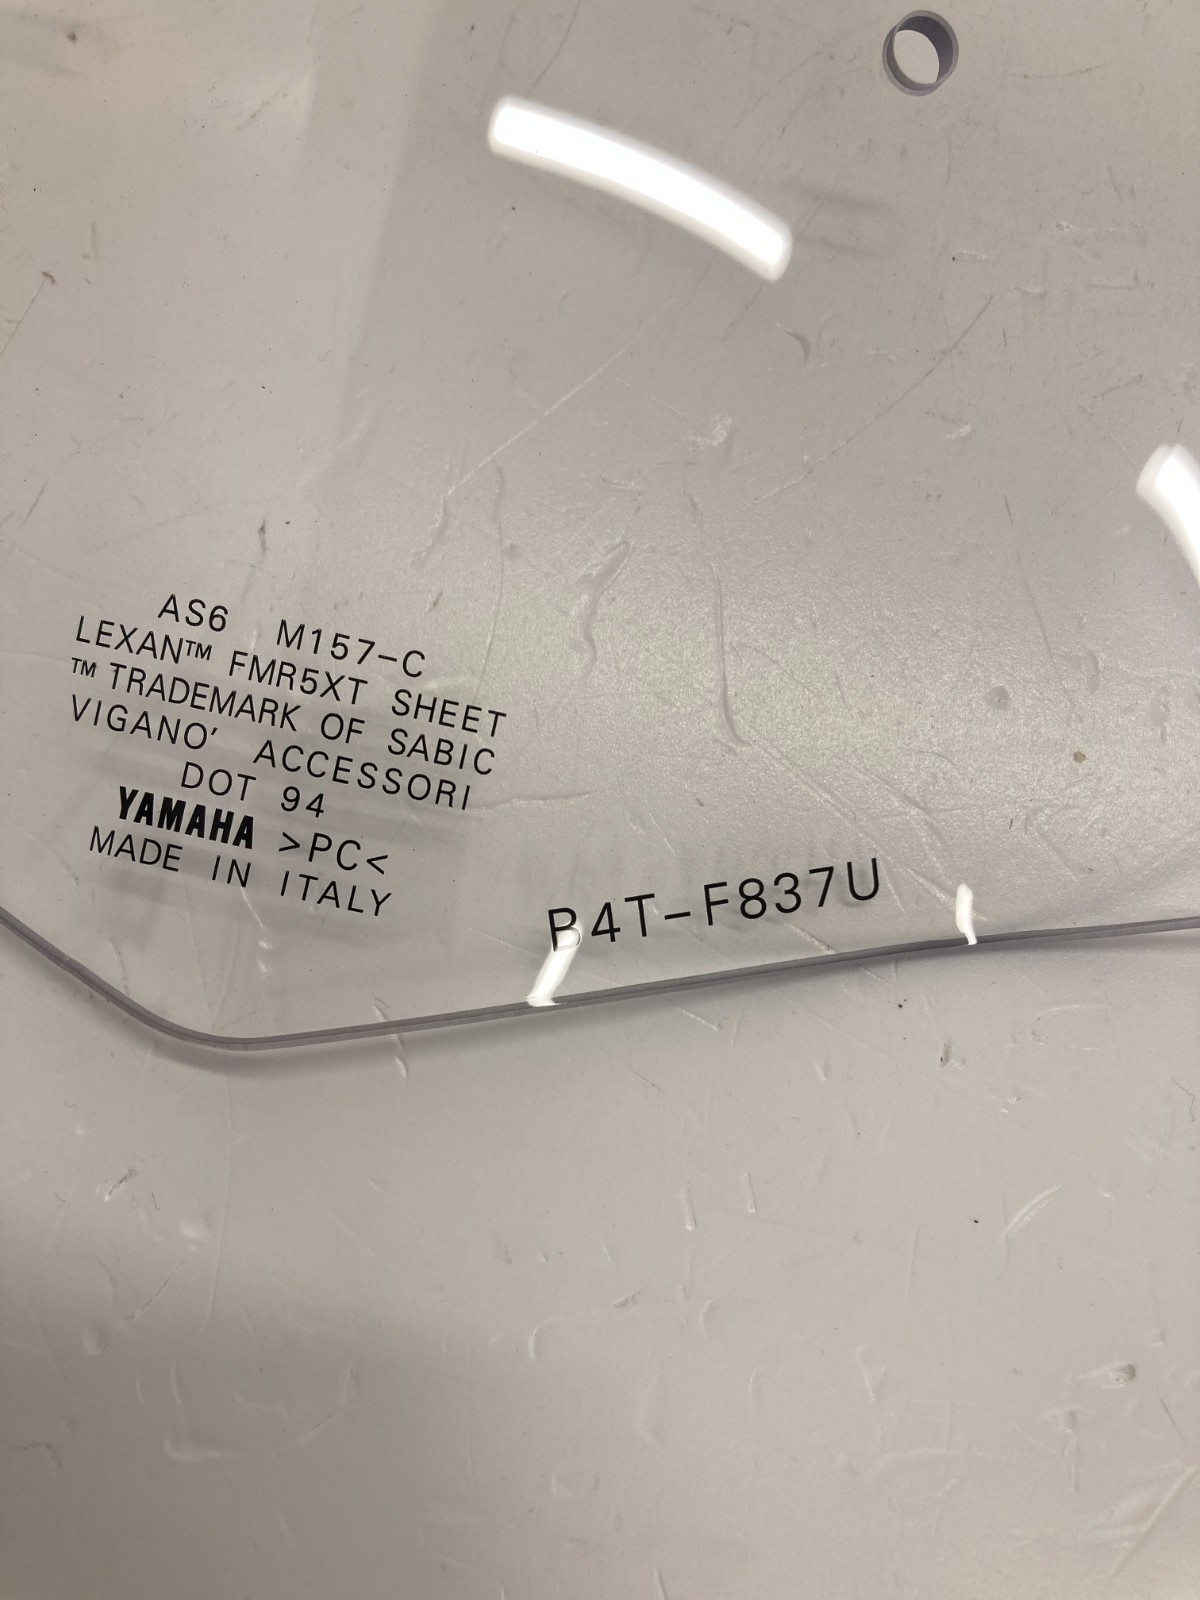 AS6 M157-C
LEXAN™ FMR5XT SHEET
™ TRADEMARK OF SABIC
VIGANO' ACCESSORI
DOT 94
YAMAHA >PC<
MADE IN ITALY
B4T-F837U